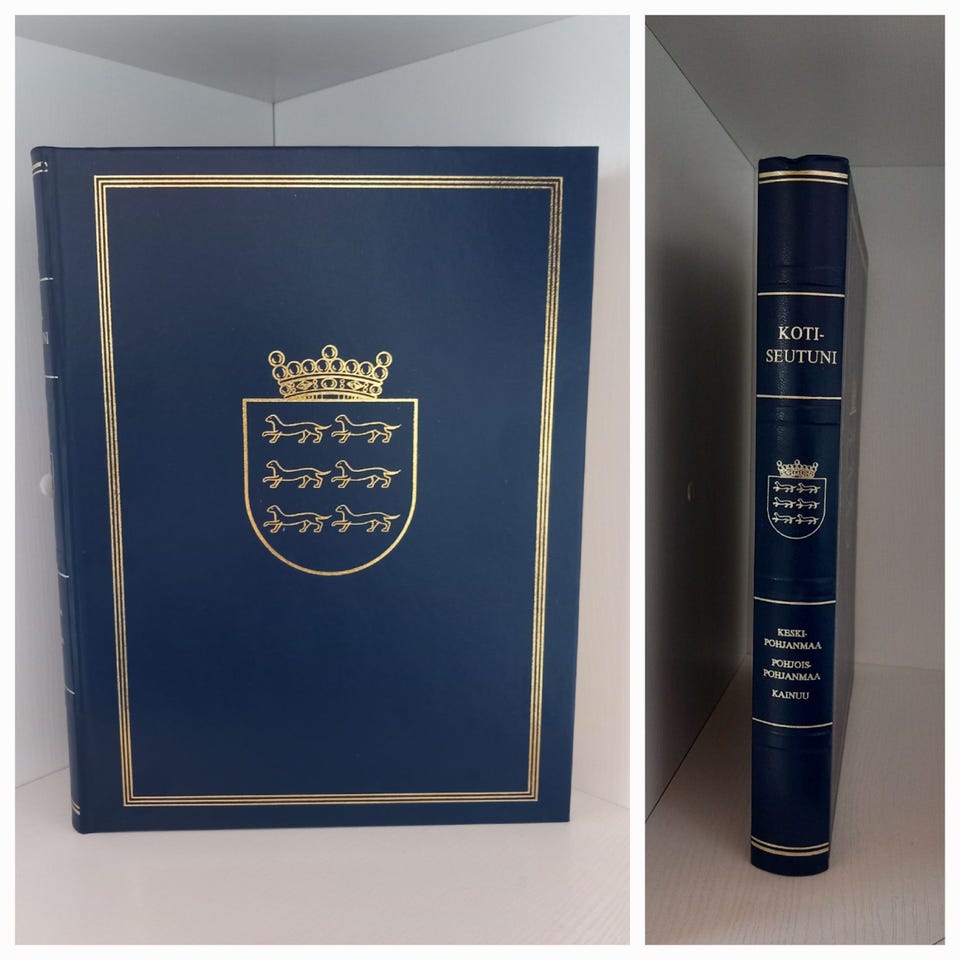 KOTI-
SEUTUNI
KESKI-
POHJANMAA
POHJOIS-
POHJANMAA
KAINUU